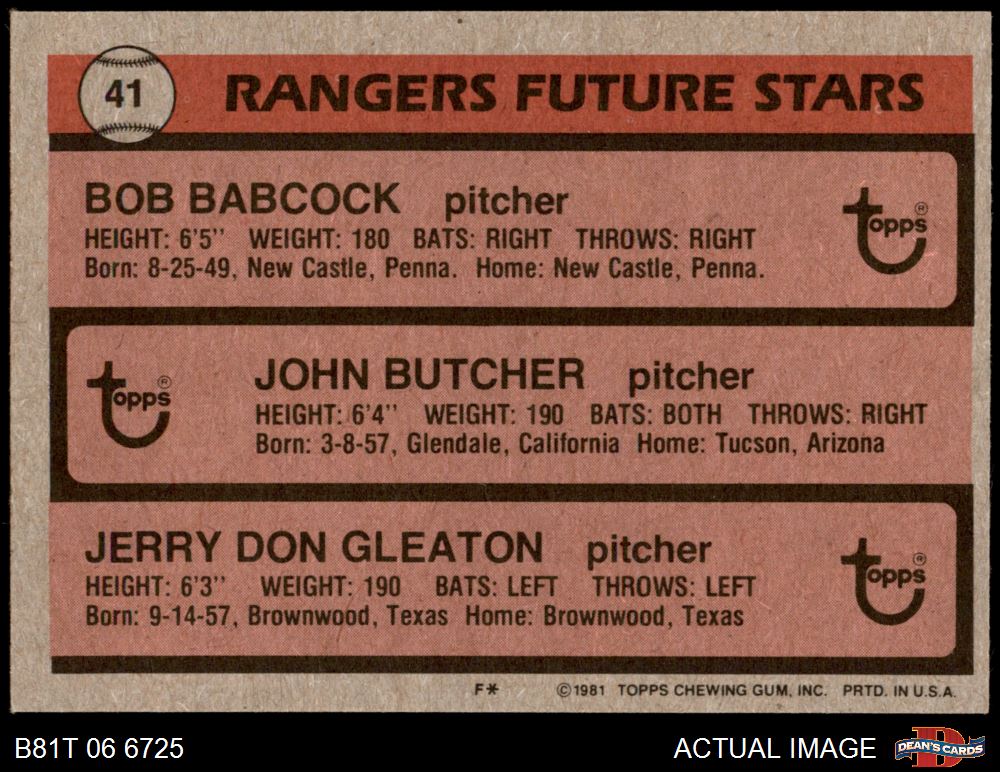 41 RANGERS FUTURE STARS
BOB BABCOCK pitcher
HEIGHT: 6'5'' WEIGHT: 180 BATS: RIGHT THROWS: RIGHT
Born: 8-25-49, New Castle, Penna. Home: New Castle, Penna.
topps ®
JOHN BUTCHER pitcher
HEIGHT: 6'4'' WEIGHT: 190 BATS: BOTH THROWS: RIGHT
Born: 3-8-57, Glendale, California Home: Tucson, Arizona
topps ®
JERRY DON GLEATON pitcher
HEIGHT: 6'3'' WEIGHT: 190 BATS: LEFT THROWS: LEFT
Born: 9-14-57, Brownwood, Texas Home: Brownwood, Texas
topps ®
F* ©1981 TOPPS CHEWING GUM, INC. PRTD. IN U.S.A.
B81T 06 6725 ACTUAL IMAGE D DEAN'S CARDS